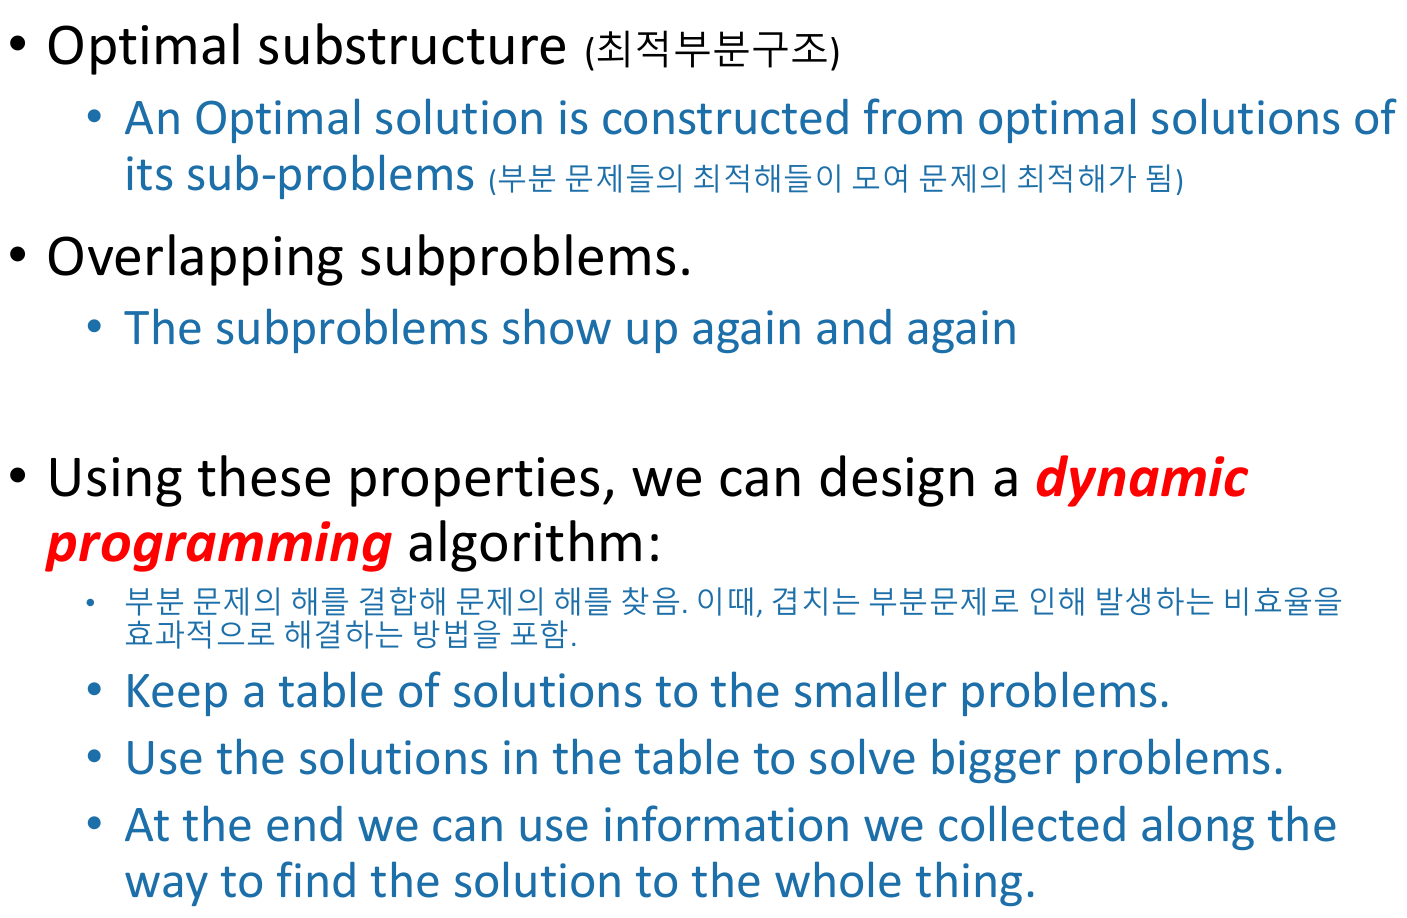 • Optimal substructure (최적부분구조)
• An Optimal solution is constructed from optimal solutions of
its sub-problems (부분 문제들의 최적해들이 모여 문제의 최적해가 됨)
• Overlapping subproblems.
• The subproblems show up again and again
• Using these properties, we can design a dynamic
programming algorithm:
• 부분 문제의 해를 결합해 문제의 해를 찾음. 이때, 겹치는 부분문제로 인해 발생하는 비효율을
효과적으로 해결하는 방법을 포함.
• Keep a table of solutions to the smaller problems.
• Use the solutions in the table to solve bigger problems.
• At the end we can use information we collected along the
way to find the solution to the whole thing.